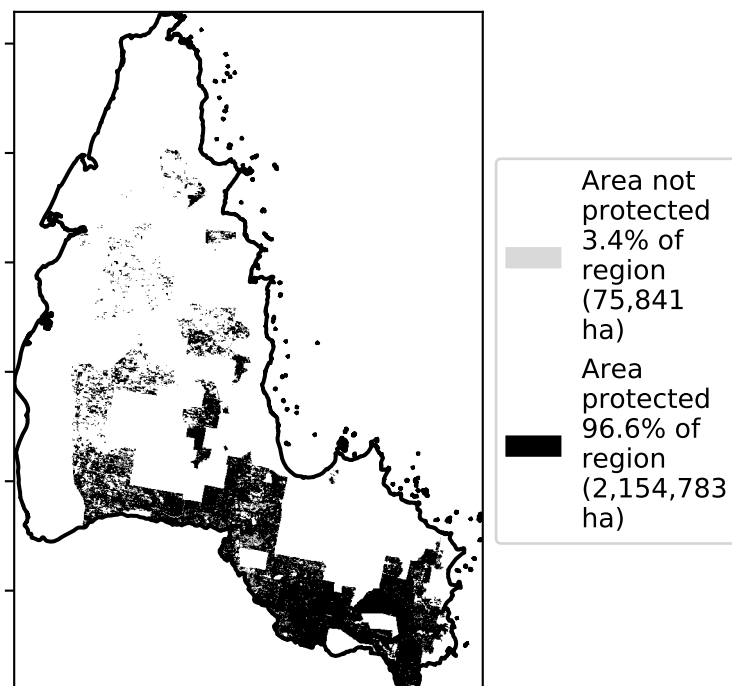 Area not
protected
3.4% of
region
(75,841
ha)
Area
protected
96.6% of
region
(2,154,783
ha)